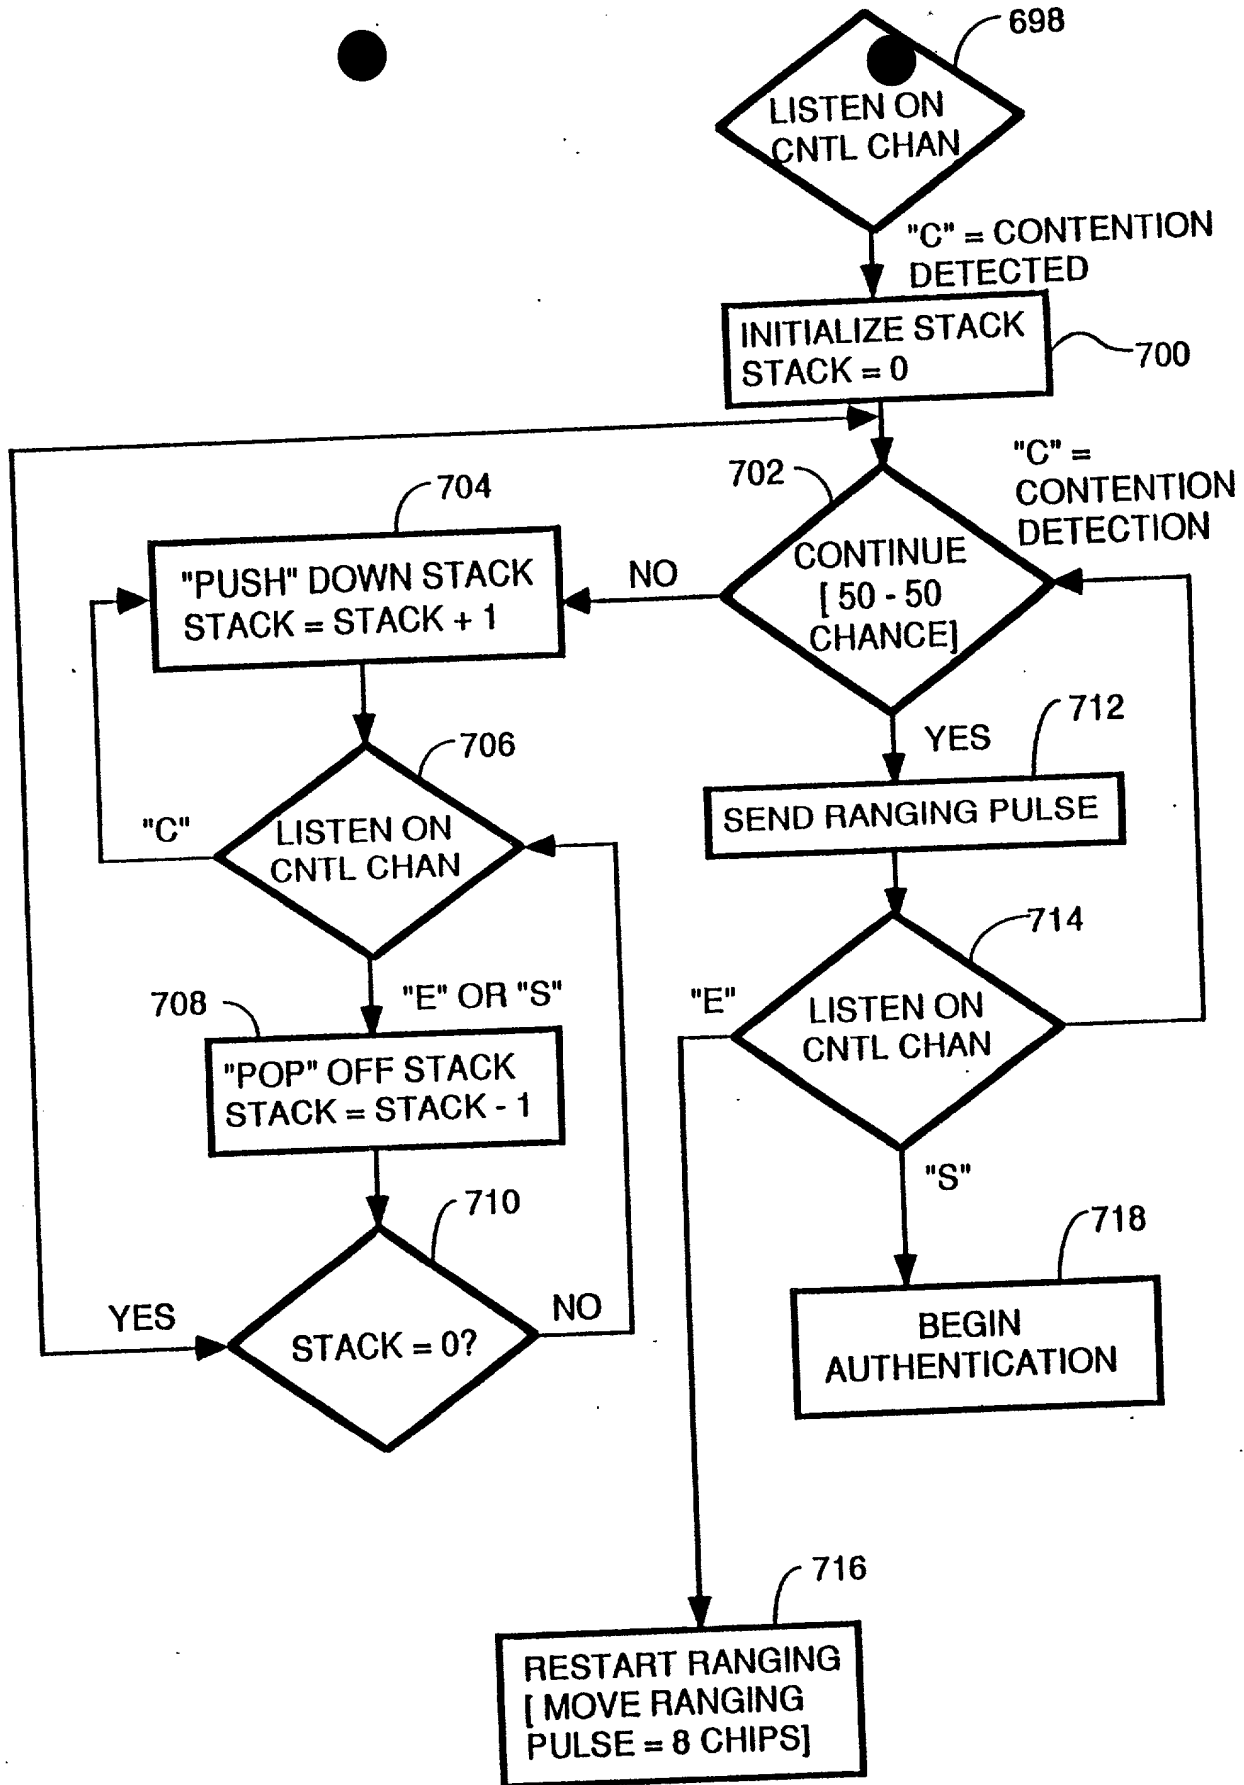 698
LISTEN ON
CNTL CHAN
"C" = CONTENTION
DETECTED
INITIALIZE STACK
STACK = 0
700
702
"C" =
CONTENTION
DETECTION
CONTINUE
[ 50 - 50
CHANCE]
NO
704
"PUSH" DOWN STACK
STACK = STACK + 1
YES
712
SEND RANGING PULSE
706
"C"
LISTEN ON
CNTL CHAN
714
"E"
LISTEN ON
CNTL CHAN
"E" OR "S"
708
"POP" OFF STACK
STACK = STACK - 1
"S"
710
718
YES
STACK = 0?
NO
BEGIN
AUTHENTICATION
716
RESTART RANGING
[ MOVE RANGING
PULSE = 8 CHIPS]